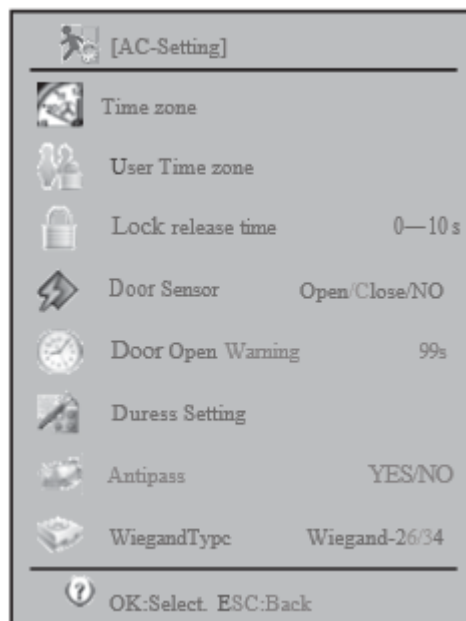 [AC-Setting]
Time zone
User Time zone
Lock release time 0—10 s
Door Sensor Open/Close/NO
Door Open Warning 99s
Duress Setting
Antipass YES/NO
WiegandType Wiegand-26/34
OK:Select. ESC:Back